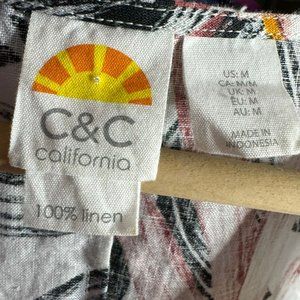 C&C
california
100% linen
US: M
CA: M/M
UK: M
EU: M
AU: M
MADE IN
INDONESIA